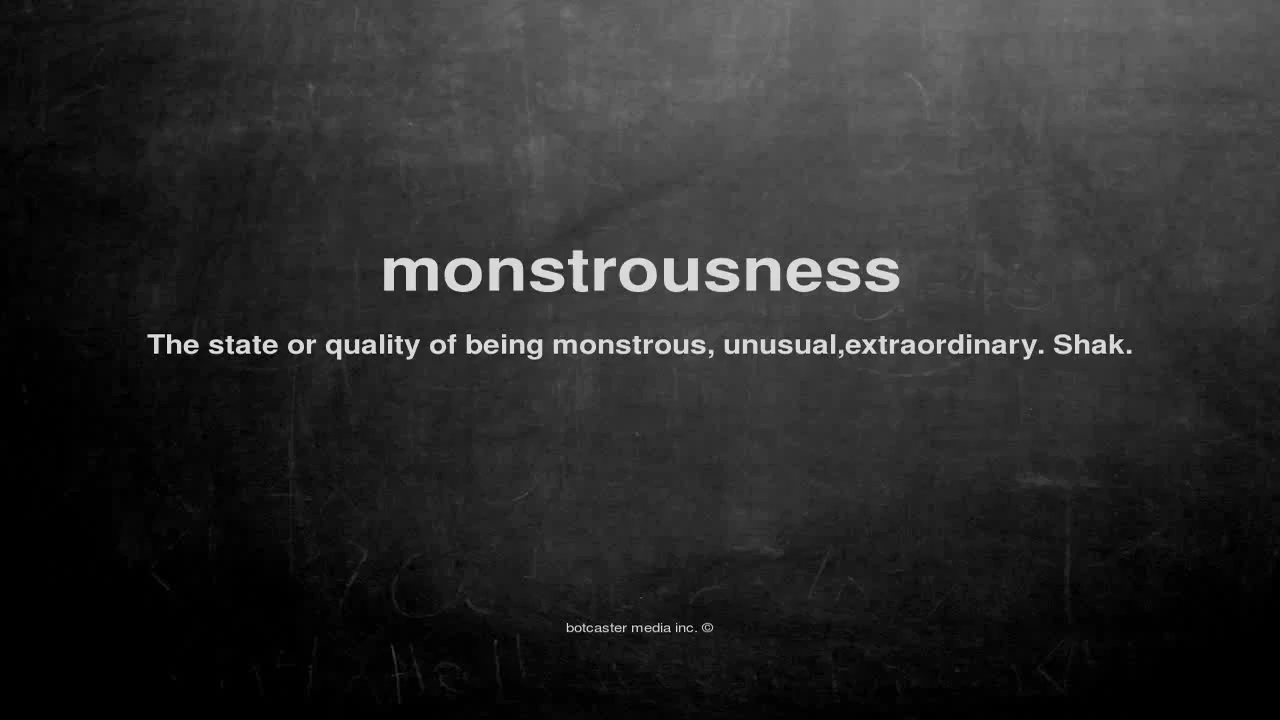 monstrousness
The state or quality of being monstrous, unusual,extraordinary. Shak.
botcaster media inc. ©